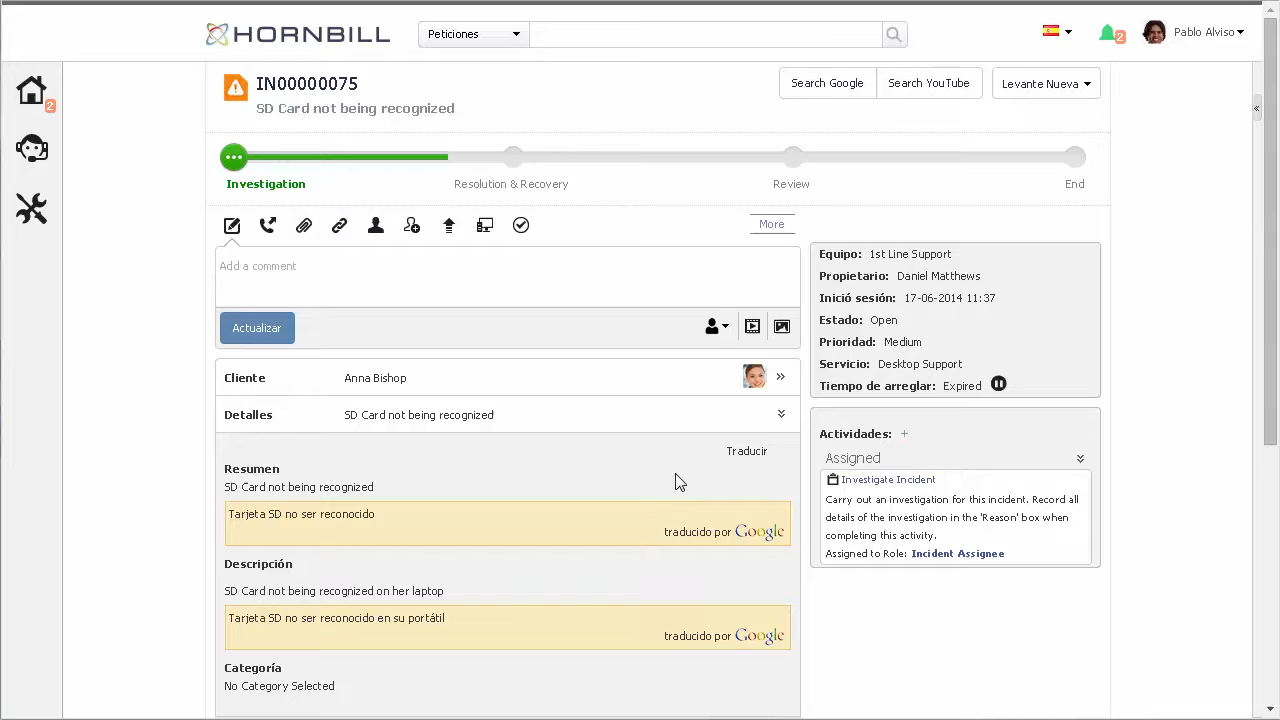 HORNBILL
Peticiones
2
Pablo Alviso
2
IN00000075
SD Card not being recognized
Search Google
Search YouTube
Levante Nueva
Investigation
Resolution & Recovery
Review
End
More
Add a comment
Actualizar
Cliente
Anna Bishop
Detalles
SD Card not being recognized
Traducir
Resumen
SD Card not being recognized
Tarjeta SD no ser reconocido
traducido por Google
Descripción
SD Card not being recognized on her laptop
Tarjeta SD no ser reconocido en su portátil
traducido por Google
Categoría
No Category Selected
Equipo: 1st Line Support
Propietario: Daniel Matthews
Inició sesión: 17-06-2014 11:37
Estado: Open
Prioridad: Medium
Servicio: Desktop Support
Tiempo de arreglar: Expired
Actividades: +
Assigned
Investigate Incident
Carry out an investigation for this incident. Record all
details of the investigation in the 'Reason' box when
completing this activity.
Assigned to Role: Incident Assignee